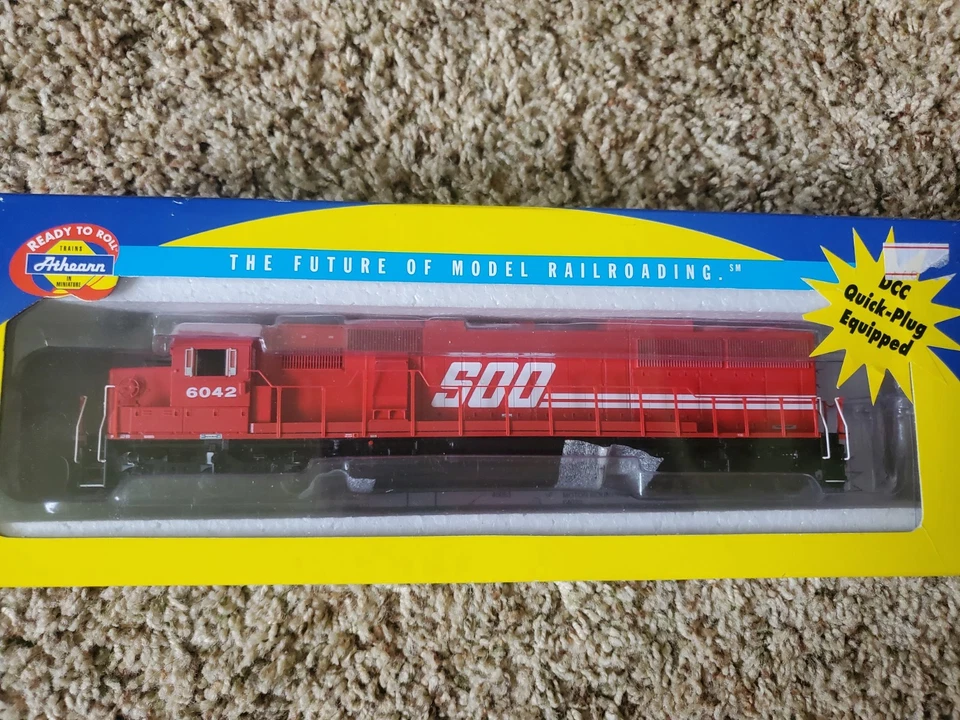 READY TO ROLL
TRAINS
Athearn
IN
MINIATURE
THE FUTURE OF MODEL RAILROADING.℠
DCC
Quick-Plug
Equipped
6042
SOO